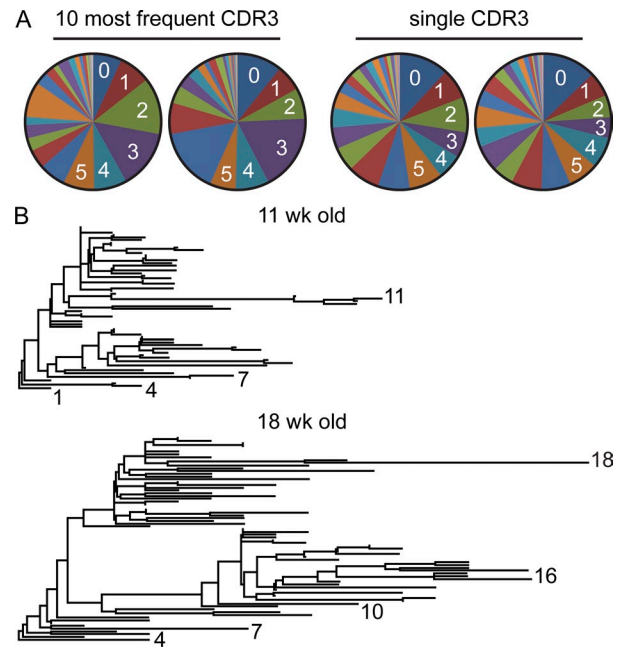 A
10 most frequent CDR3 single CDR3
0 0 0 0
1 1 1 1
2 2 2 2
3 3 3 3
4 4 4 4
5 5 5 5
B
11 wk old
11
7
4
1
18 wk old
18
16
10
7
4